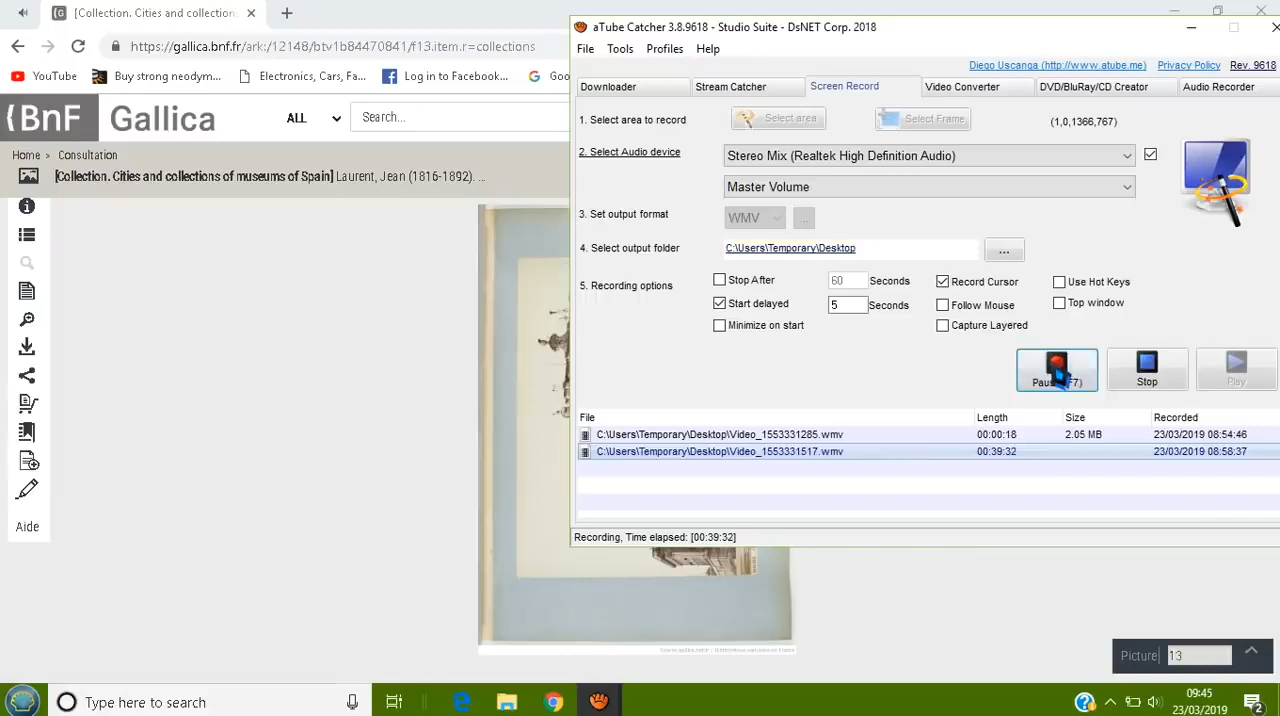 [Collection. Cities and collection
https://gallica.bnf.fr/ark:/12148/btv1b84470841/f13.item.r=collections
YouTube
Buy strong neodym...
Electronics, Cars, Fa...
Log in to Facebook...
Goo
{BnF Gallica
ALL
Search...
Home > Consultation
[Collection. Cities and collections of museums of Spain] Laurent, Jean (1816-1892). ...
Aide
aTube Catcher 3.8.9618 - Studio Suite - DsNET Corp. 2018
File Tools Profiles Help
Diego Uscanga (http://www.atube.me) Privacy Policy Rev. 9618
Downloader Stream Catcher Screen Record Video Converter DVD/BluRay/CD Creator Audio Recorder
1. Select area to record Select area Select Frame (1,0,1366,767)
2. Select Audio device Stereo Mix (Realtek High Definition Audio)
Master Volume
3. Set output format WMV ..
4. Select output folder C:\Users\Temporary\Desktop ...
5. Recording options
Stop After 60 Seconds Record Cursor Use Hot Keys
Start delayed 5 Seconds Follow Mouse Top window
Minimize on start Capture Layered
Pause (F7) Stop Play
File Length Size Recorded
C:\Users\Temporary\Desktop\Video_1553331285.wmv 00:00:18 2.05 MB 23/03/2019 08:54:46
C:\Users\Temporary\Desktop\Video_1553331517.wmv 00:39:32 23/03/2019 08:58:37
Recording, Time elapsed: [00:39:32]
Picture 13
Type here to search
09:45
23/03/2019
2